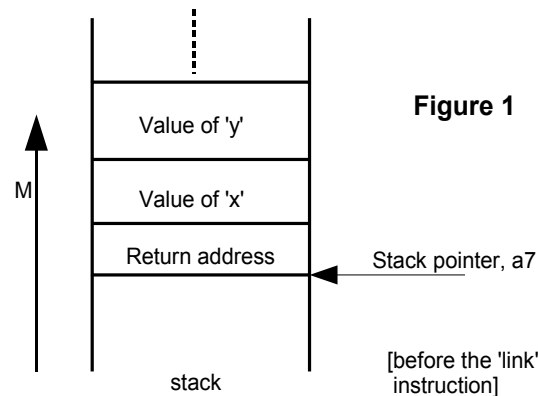 Figure 1
Value of 'y'
M
Value of 'x'
Return address
Stack pointer, a7
[before the 'link'
instruction]
stack